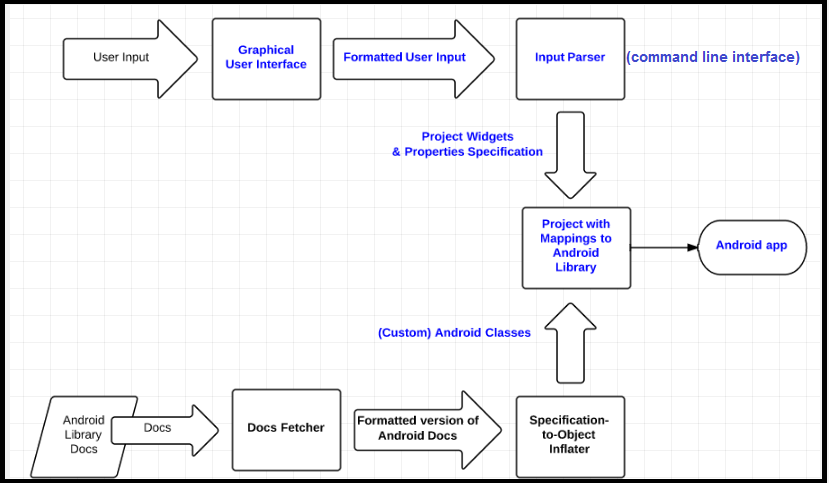 User Input
Graphical
User Interface
Formatted User Input
Input Parser
(command line interface)
Project Widgets
& Properties Specification
Project with
Mappings to
Android
Library
Android app
(Custom) Android Classes
Android
Library
Docs
Docs
Docs Fetcher
Formatted version of
Android Docs
Specification-
to-Object
Inflater